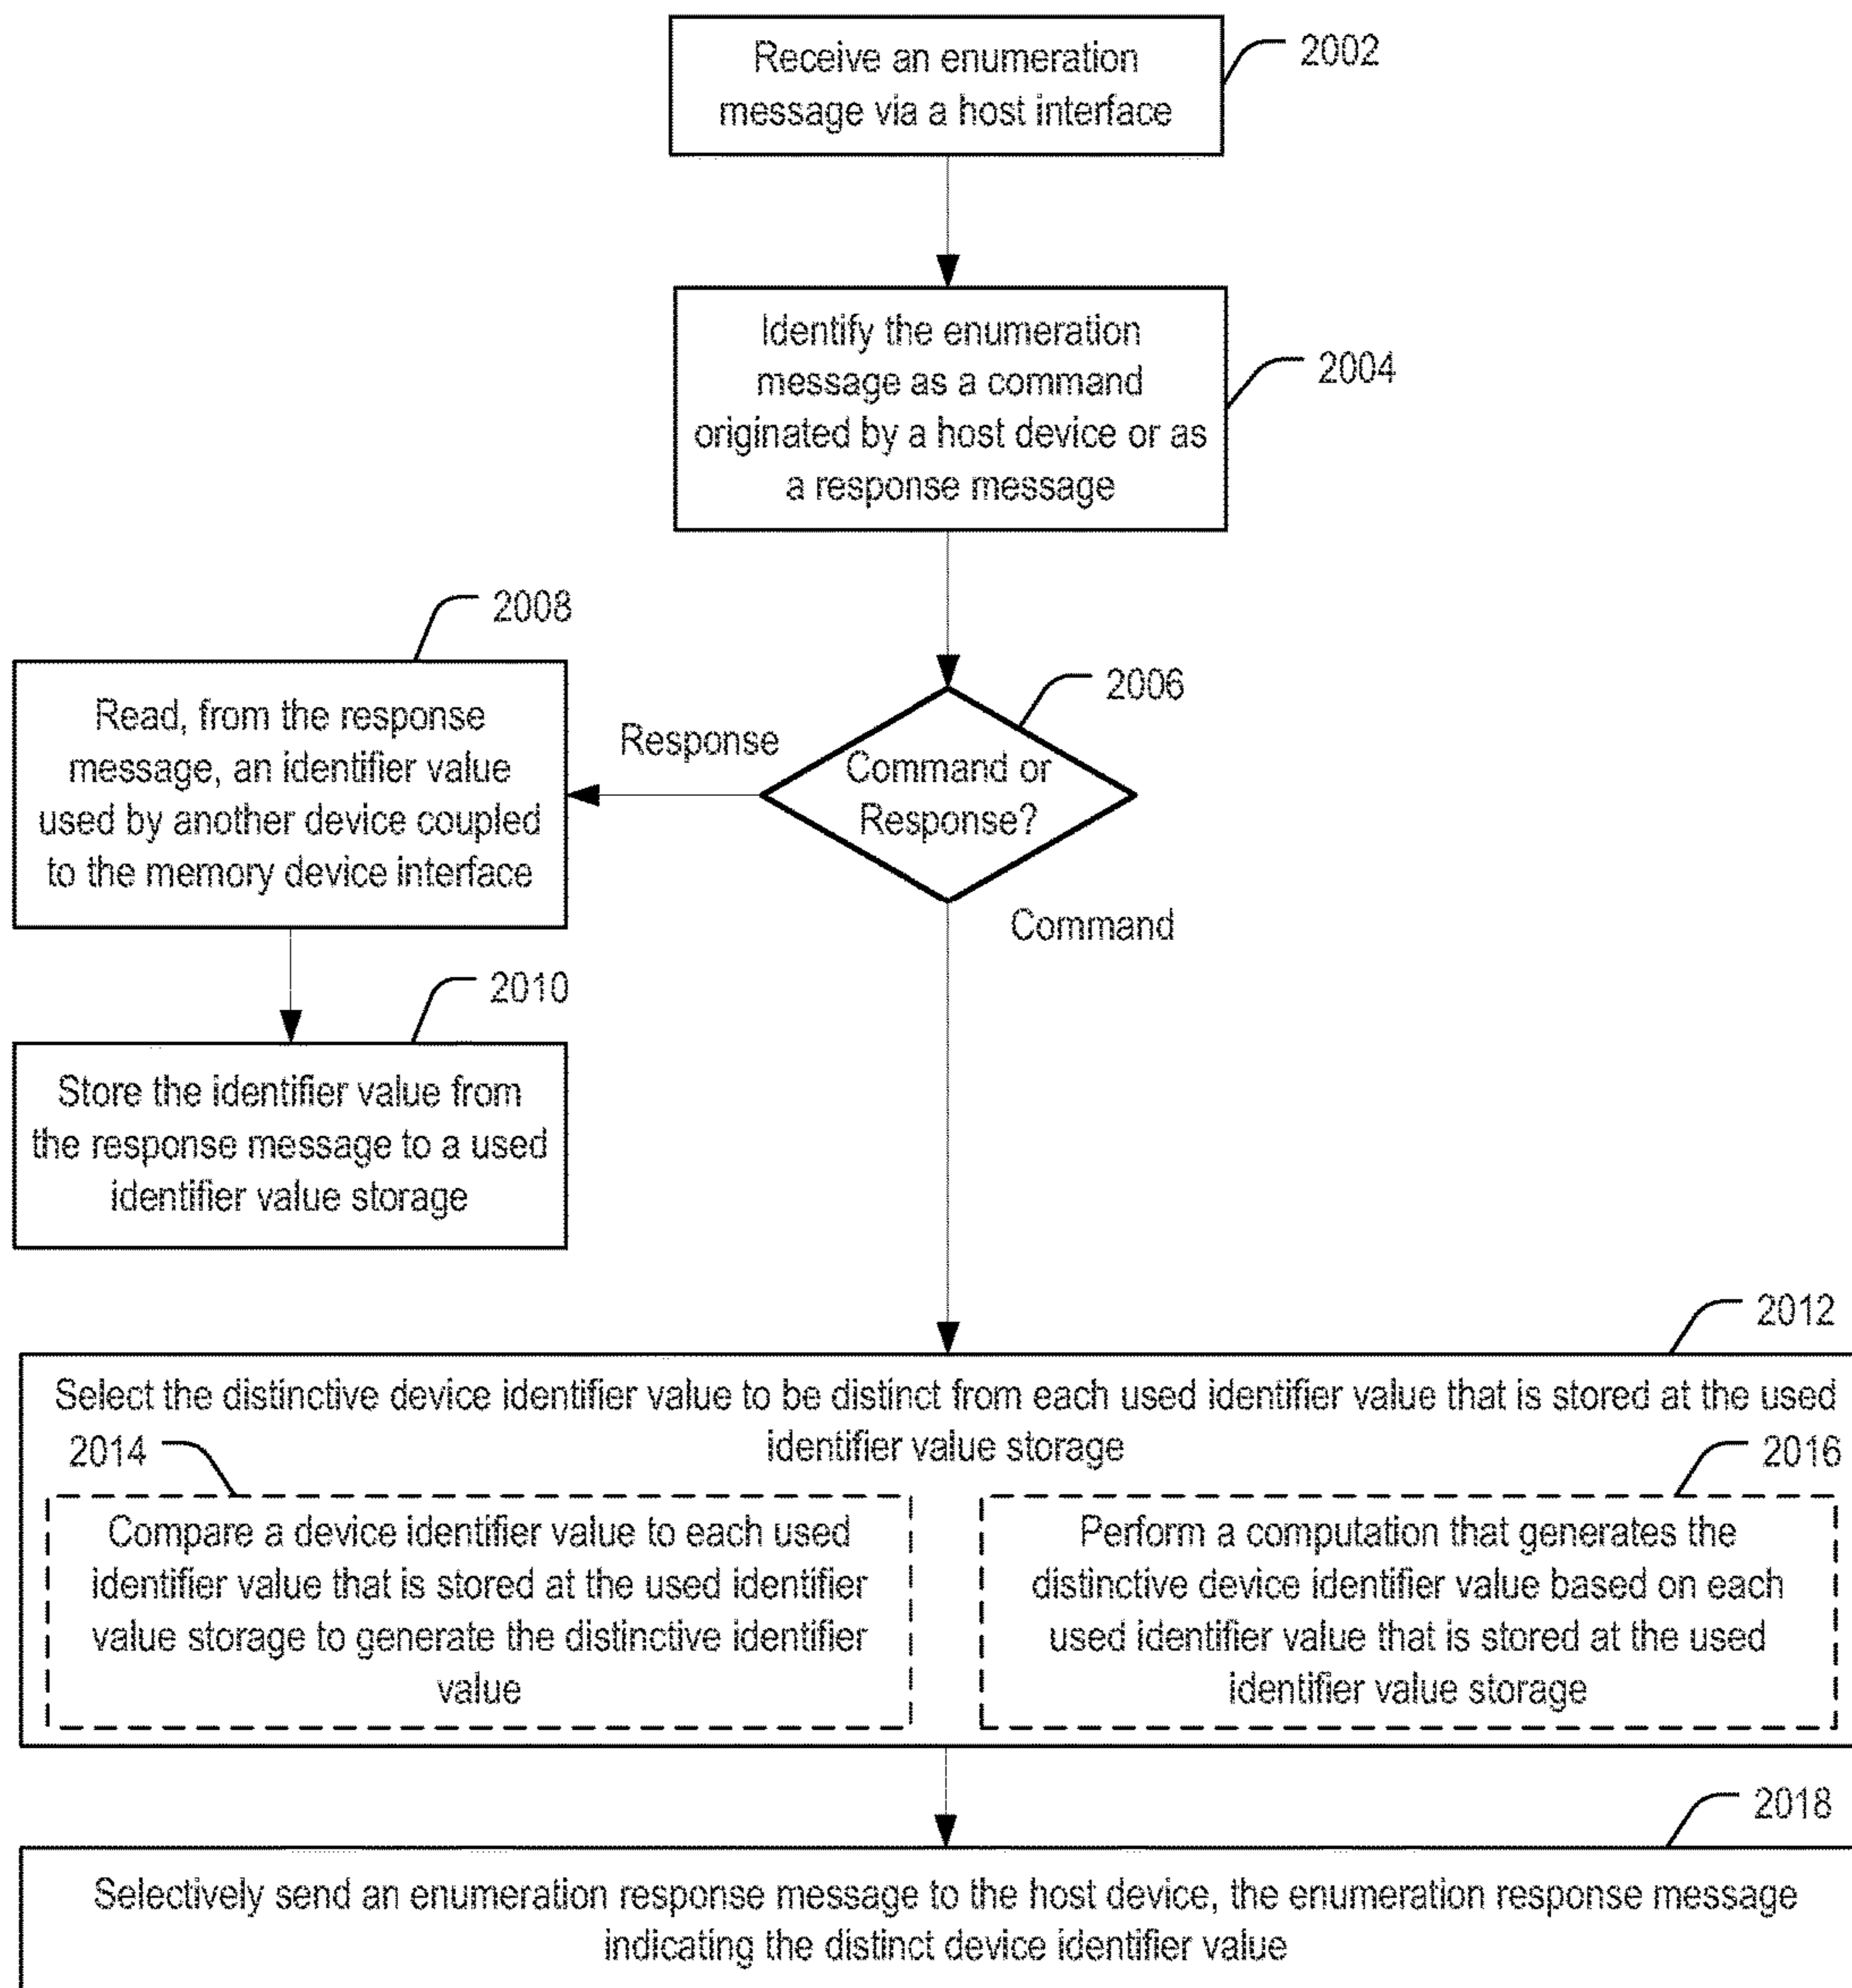 Receive an enumeration
message via a host interface
2002
Identify the enumeration
message as a command
originated by a host device or as
a response message
2004
2008
Read, from the response
message, an identifier value
used by another device coupled
to the memory device interface
Response
2006
Command or
Response?
Command
2010
Store the identifier value from
the response message to a used
identifier value storage
2012
Select the distinctive device identifier value to be distinct from each used identifier value that is stored at the used
identifier value storage
2014
Compare a device identifier value to each used
identifier value that is stored at the used identifier
value storage to generate the distinctive identifier
value
2016
Perform a computation that generates the
distinctive device identifier value based on each
used identifier value that is stored at the used
identifier value storage
2018
Selectively send an enumeration response message to the host device, the enumeration response message
indicating the distinct device identifier value